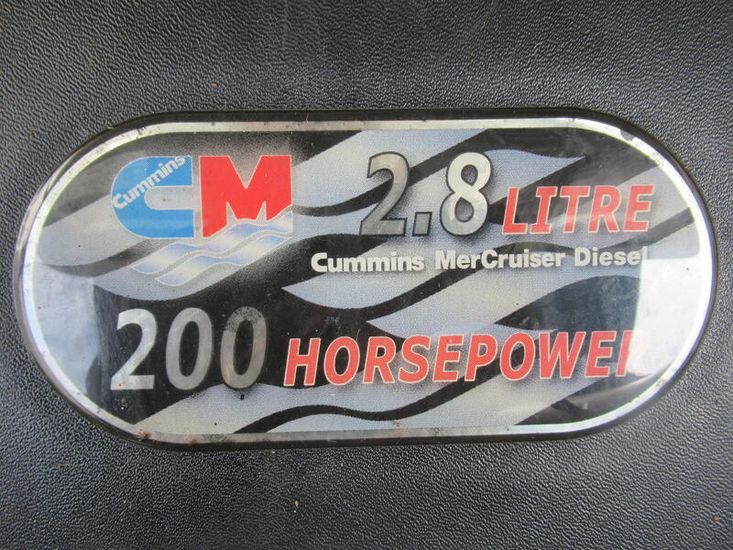 Cummins
CM
2.8 LITRE
Cummins MerCruiser Diesel
200 HORSEPOWER